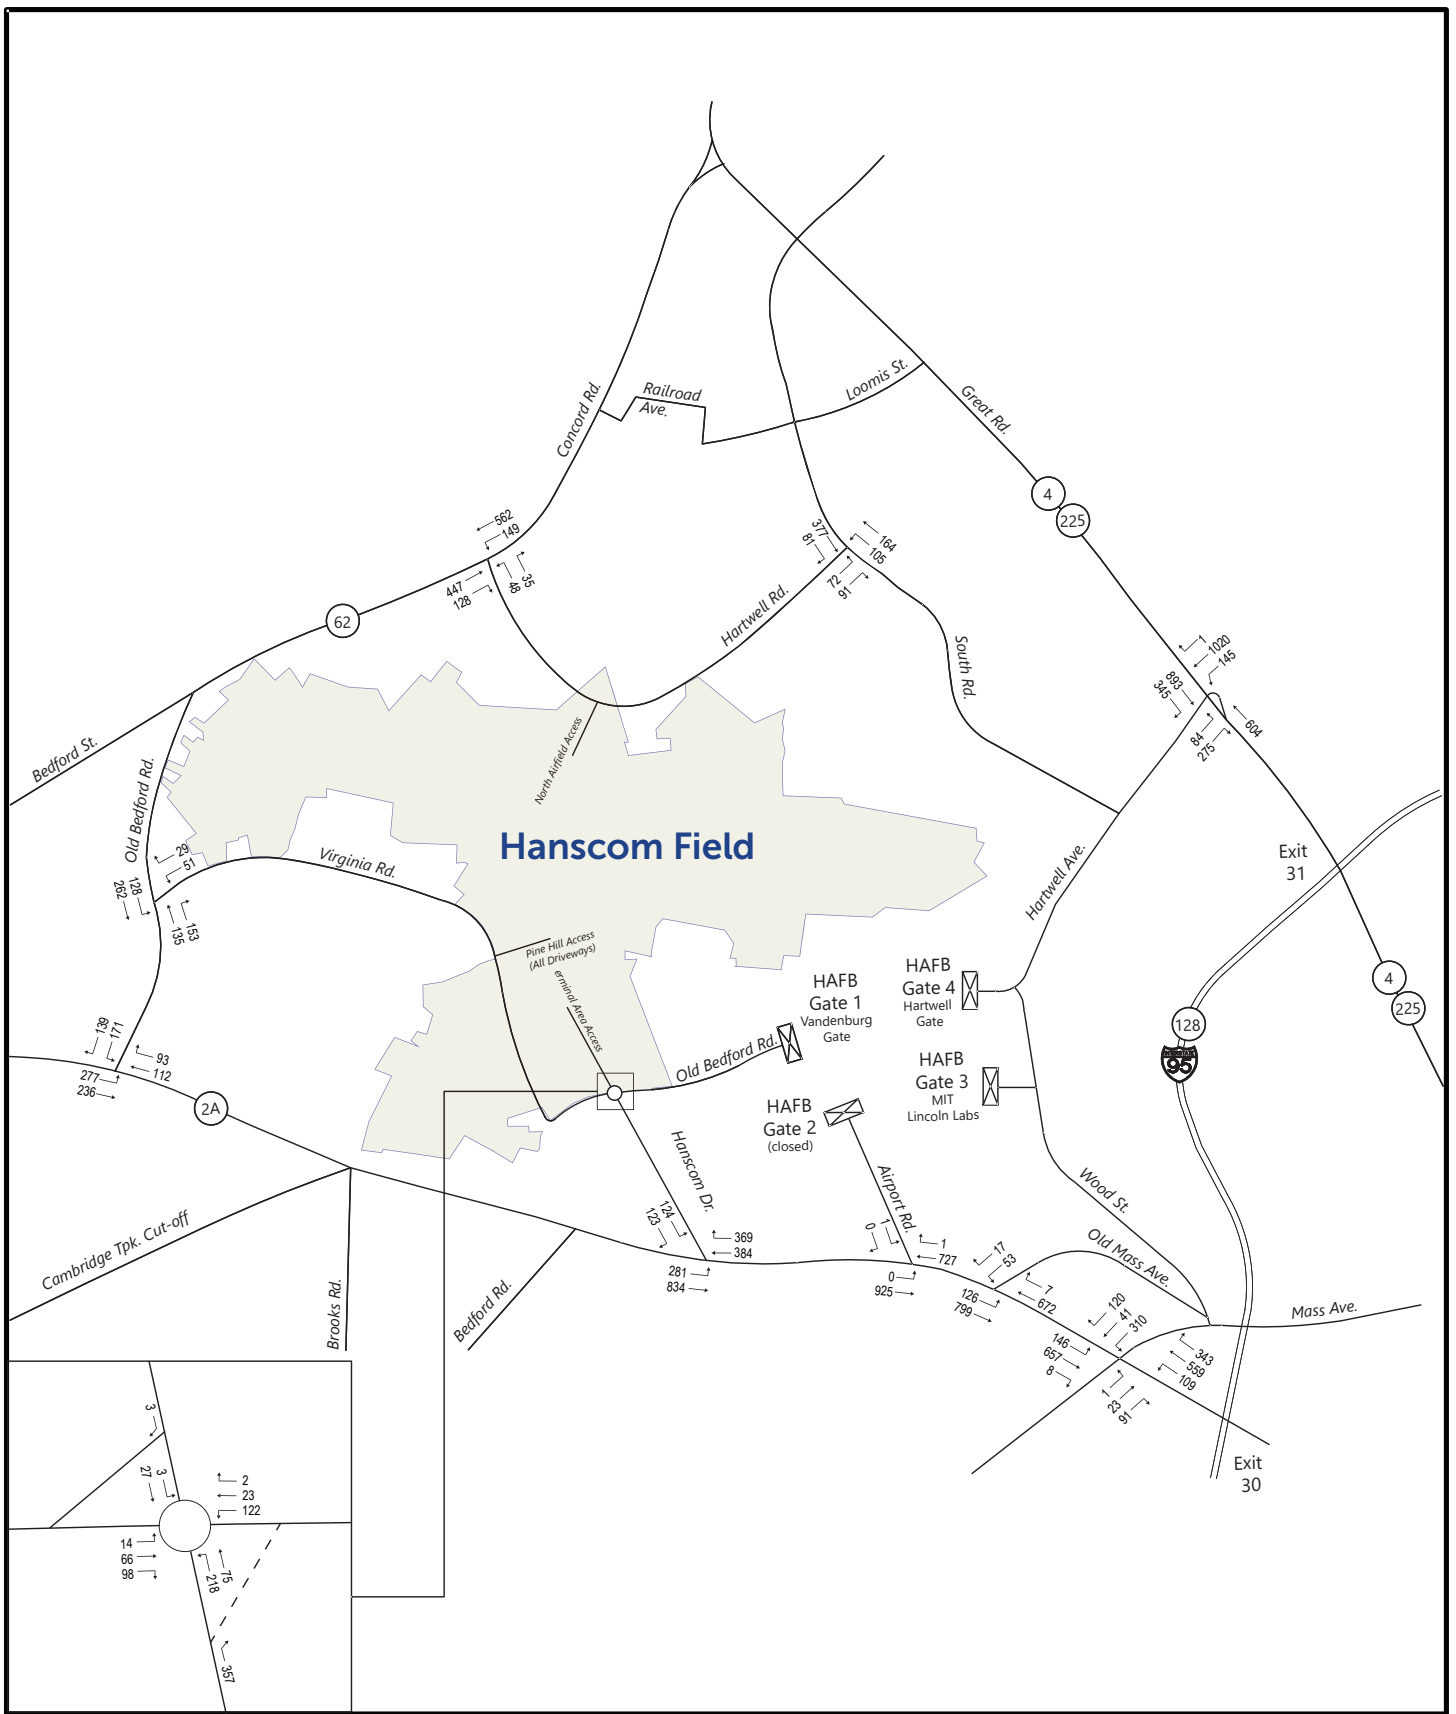 Railroad
Ave.
Loomis St.
Great Rd.
Concord Rd.
4
225
562
149
447
128
48
35
377
81
164
105
72
91
62
Hartwell Rd.
South Rd.
1
1020
145
893
345
604
84
275
Bedford St.
North Airfield Access
Old Bedford Rd.
29
51
Virginia Rd.
Hanscom Field
Exit
31
128
262
135
153
Hartwell Ave.
Pine Hill Access
(All Driveways)
erminal Area Access
HAFB
Gate 1
Vandenburg
Gate
HAFB
Gate 4
Hartwell
Gate
4
225
128
INTERSTATE
95
139
171
93
112
277
236
2A
Old Bedford Rd.
HAFB
Gate 3
MIT
Lincoln Labs
HAFB
Gate 2
(closed)
Hanscom Dr.
Airport Rd.
Wood St.
Old Mass Ave.
Mass Ave.
Cambridge Tpk. Cut-off
Brooks Rd.
Bedford Rd.
123
124
369
384
281
834
0
1
1
727
0
925
17
53
7
672
126
799
120
41
310
146
657
8
343
559
109
1
23
91
Exit
30
3
27
3
2
23
122
14
66
98
218
75
357